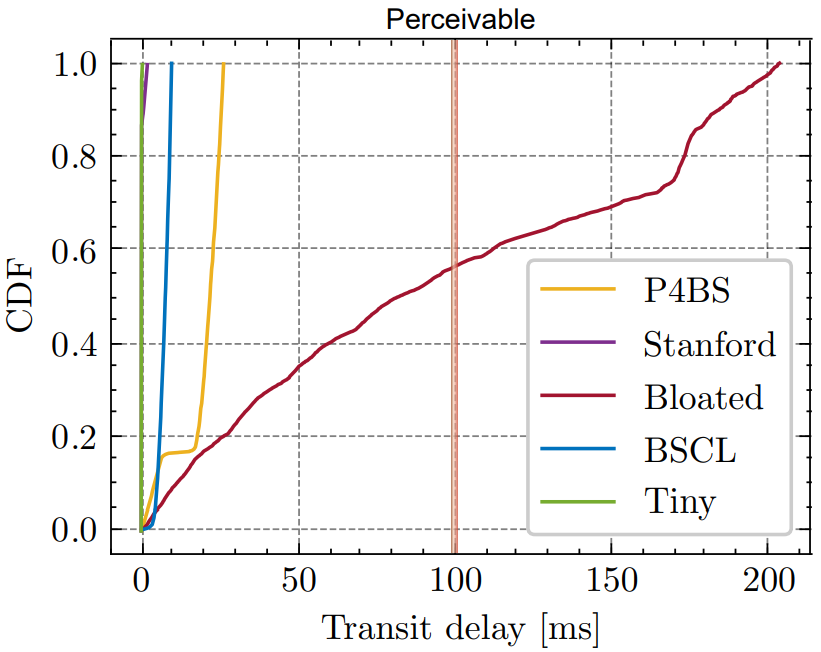 Perceivable
CDF
1.0
0.8
0.6
0.4
0.2
0.0
P4BS
Stanford
Bloated
BSCL
Tiny
0 50 100 150 200
Transit delay [ms]